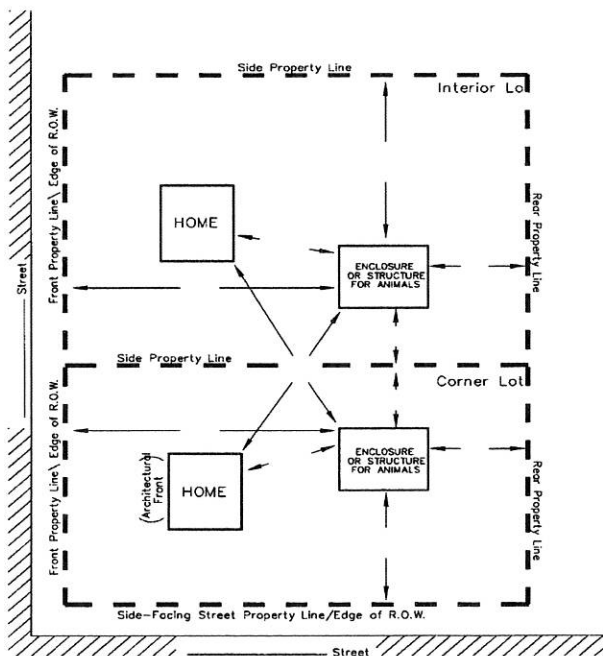 Side Property Line
Interior Lo
Front Property Line\ Edge of R.O.W.
HOME
ENCLOSURE
OR STRUCTURE
FOR ANIMALS
Rear Property Line
Street
Side Property Line
Corner Lot
Front Property Line\ Edge of R.O.W.
(Architectural
Front)
HOME
ENCLOSURE
OR STRUCTURE
FOR ANIMALS
Rear Property Line
Side-Facing Street Property Line/Edge of R.O.W.
Street